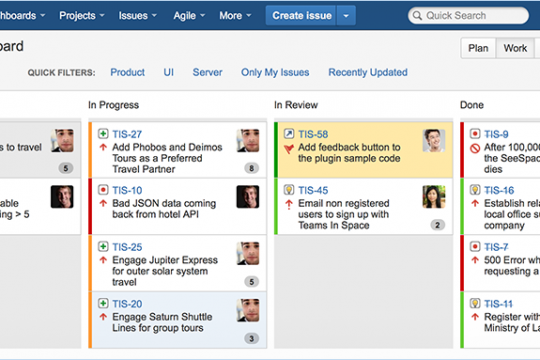 hboards Projects Issues Agile More Create issue Quick Search
oard
Plan Work
QUICK FILTERS: Product UI Server Only My Issues Recently Updated
In Progress In Review Done
s to travel
5
able
ing > 5
TIS-27
Add Phobos and Deimos
Tours as a Preferred
Travel Partner
8
TIS-10
Bad JSON data coming
back from hotel API
TIS-25
Engage Jupiter Express
for outer solar system
travel
5
TIS-20
Engage Saturn Shuttle
Lines for group tours
3
TIS-58
Add feedback button to
the plugin sample code
TIS-45
Email non registered
users to sign up with
Teams In Space
2
TIS-9
After 100,000
the SeeSpac
dies
TIS-16
Establish rela
local office su
company
TIS-7
500 Error whe
requesting a
TIS-11
Register with
Ministry of La